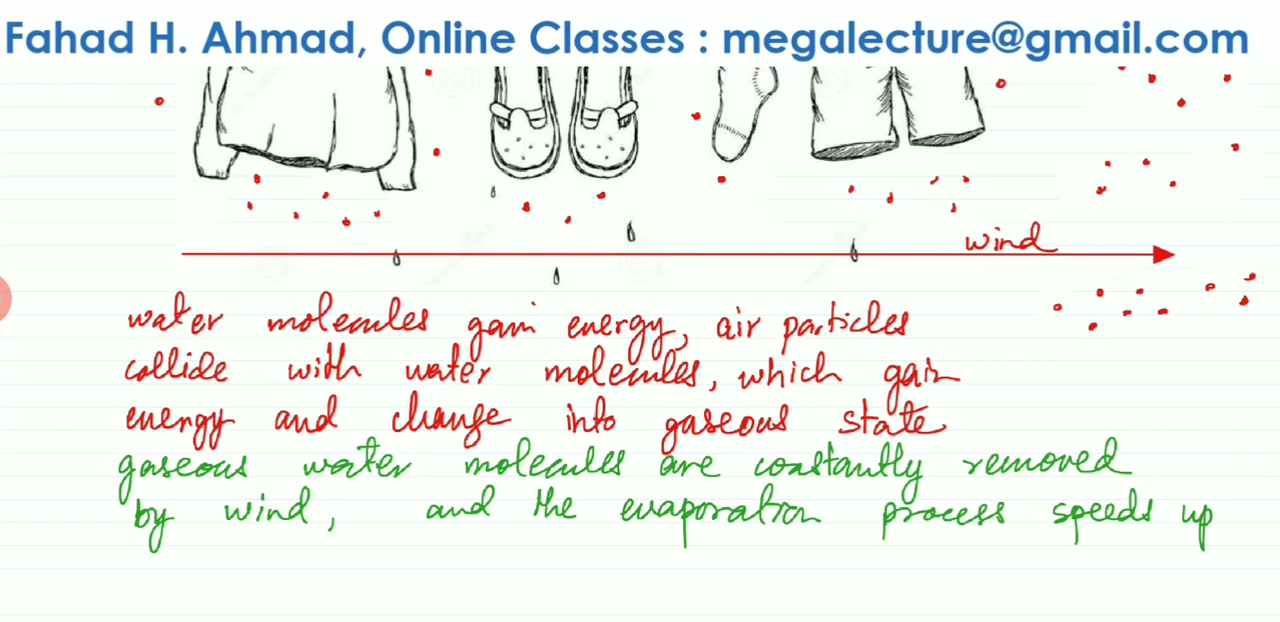 Fahad H. Ahmad, Online Classes : megalecture@gmail.com
wind
water molecules gain energy, air particles
collide with water molecules, which gain
energy and change into gaseous state
gaseous water molecules are constantly removed
by wind, and the evaporation process speeds up